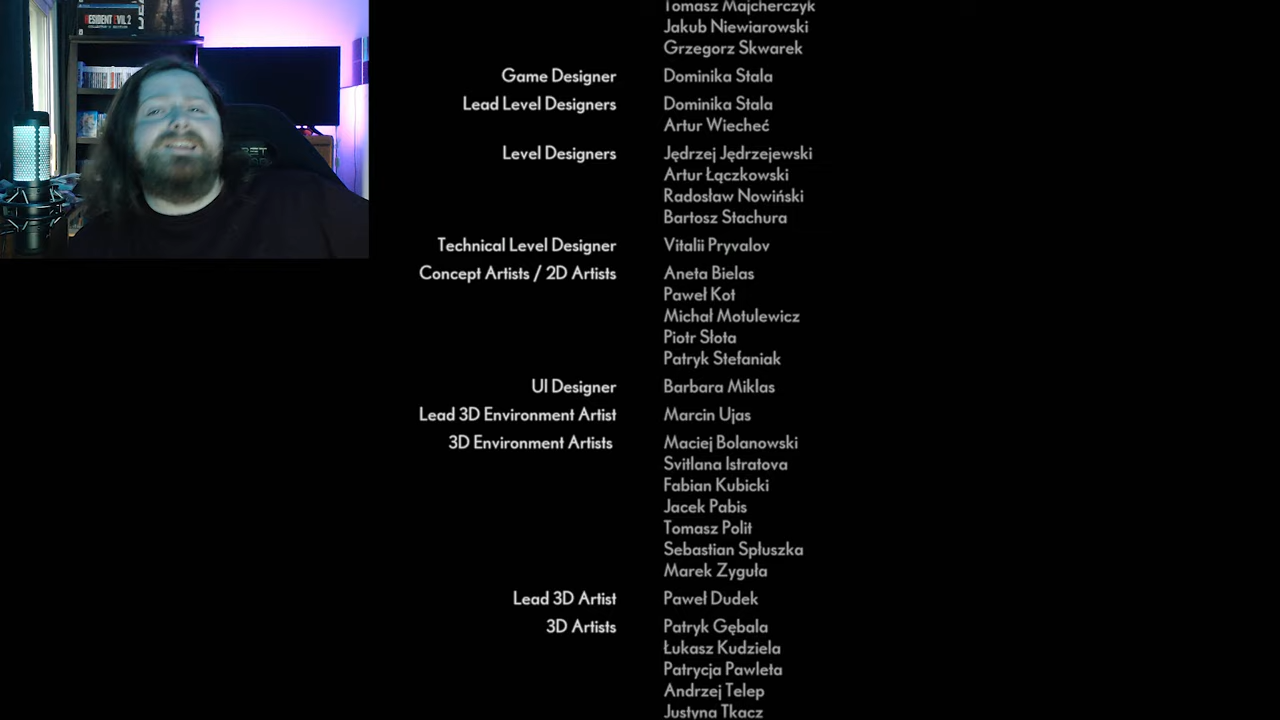 RESIDENT EVIL 2
Tomasz Majcherczyk
Jakub Niewiarowski
Grzegorz Skwarek
Game Designer Dominika Stala
Lead Level Designers Dominika Stala
Artur Wiecheć
Level Designers Jędrzej Jędrzejewski
Artur Łączkowski
Radosław Nowiński
Bartosz Stachura
Technical Level Designer Vitalii Pryvalov
Concept Artists / 2D Artists Aneta Bielas
Paweł Kot
Michał Motulewicz
Piotr Słota
Patryk Stefaniak
UI Designer Barbara Miklas
Lead 3D Environment Artist Marcin Ujas
3D Environment Artists Maciej Bolanowski
Svitlana Istratova
Fabian Kubicki
Jacek Pabis
Tomasz Polit
Sebastian Spłuszka
Marek Zyguła
Lead 3D Artist Paweł Dudek
3D Artists Patryk Gębala
Łukasz Kudziela
Patrycja Pawleta
Andrzej Telep
Justyna Tkacz